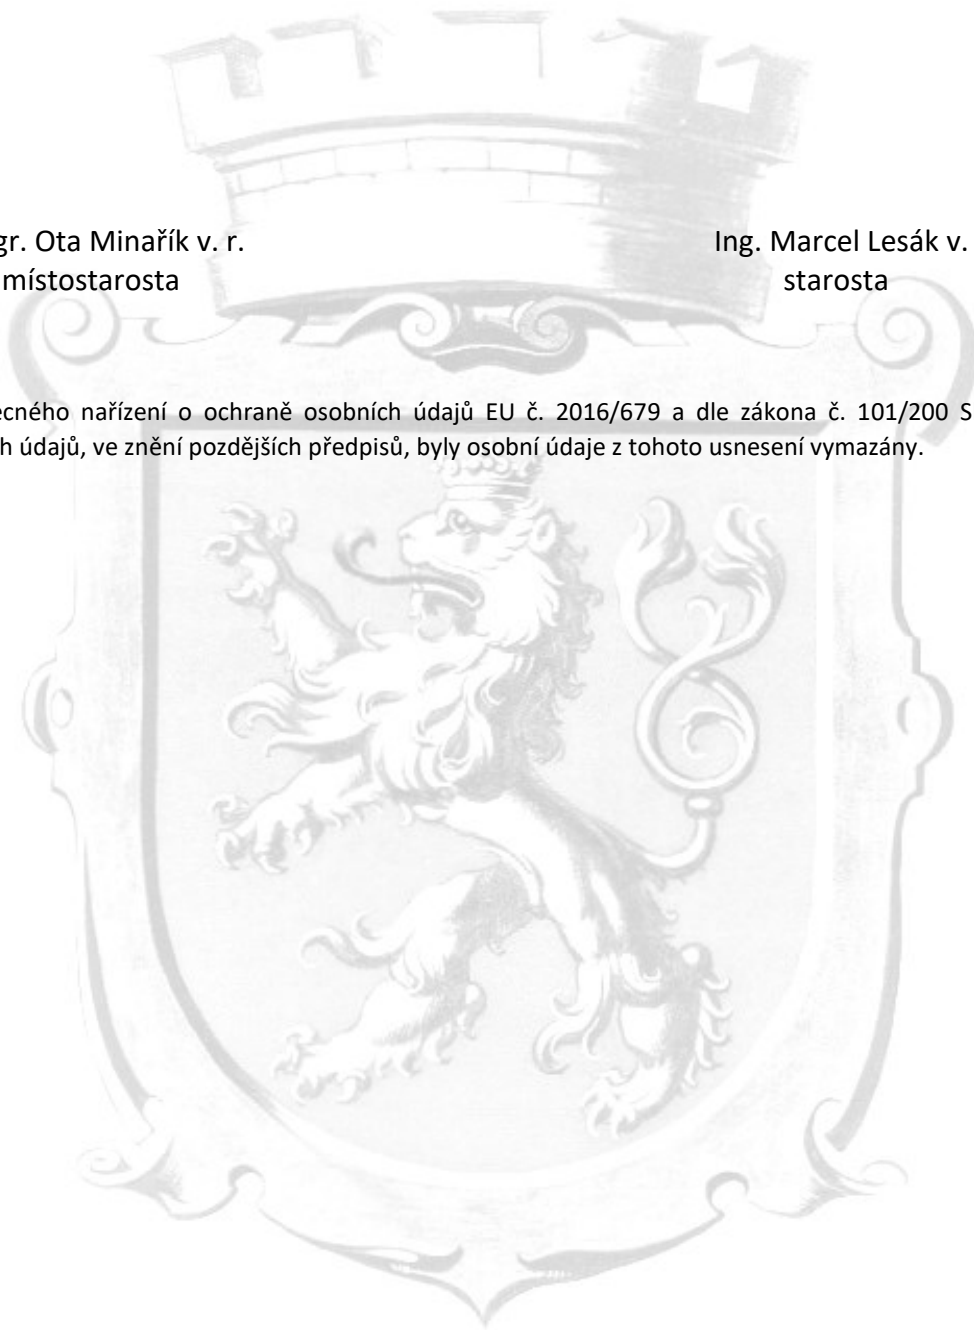 gr. Ota Minařík v. r. Ing. Marcel Lesák v.
místostarosta starosta
ecného nařízení o ochraně osobních údajů EU č. 2016/679 a dle zákona č. 101/200 S
h údajů, ve znění pozdějších předpisů, byly osobní údaje z tohoto usnesení vymazány.